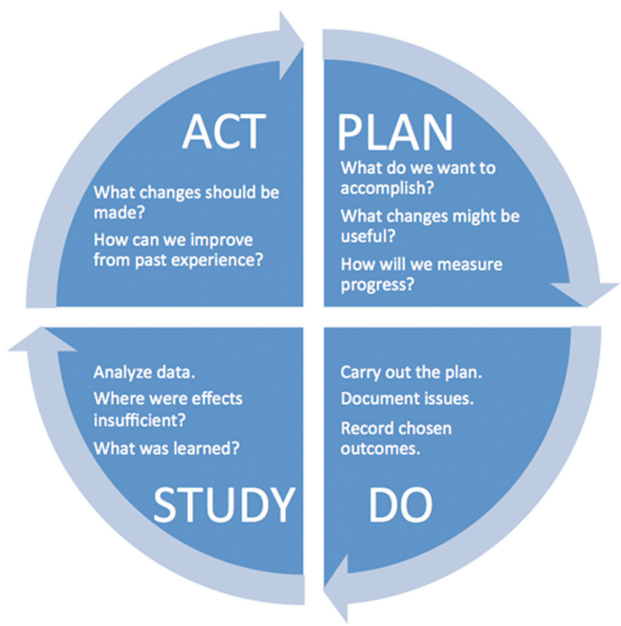 ACT
What changes should be
made?
How can we improve
from past experience?
PLAN
What do we want to
accomplish?
What changes might be
useful?
How will we measure
progress?
Analyze data.
Where were effects
insufficient?
What was learned?
STUDY
Carry out the plan.
Document issues.
Record chosen
outcomes.
DO